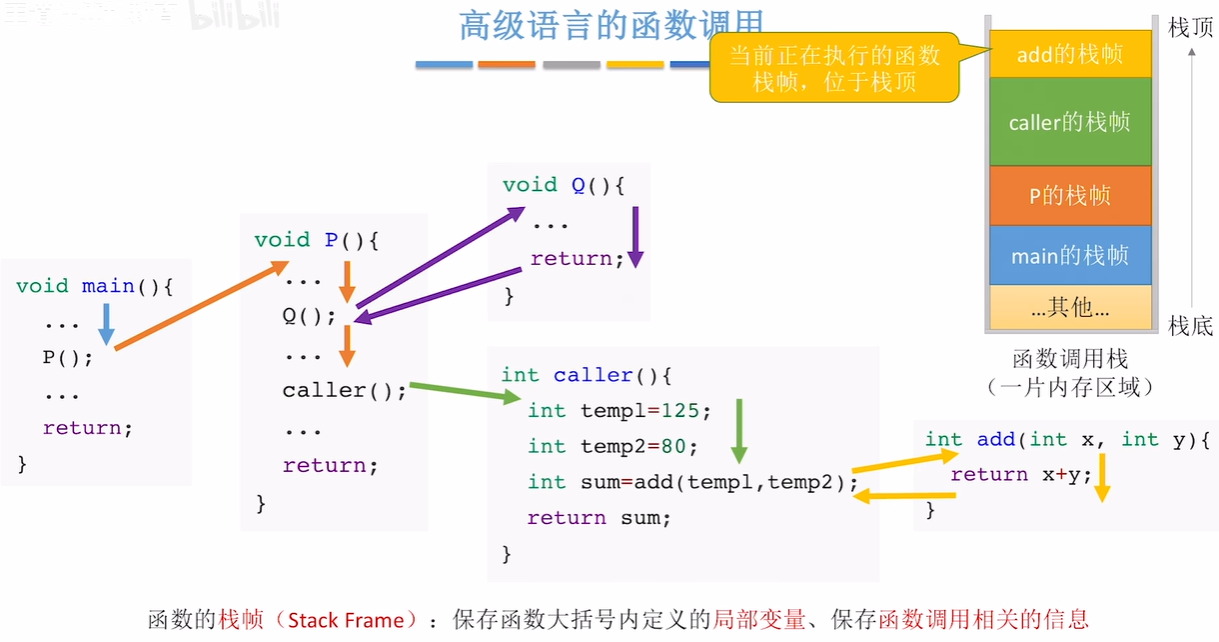 bilibili
高级语言的函数调用
当前正在执行的函数
栈帧，位于栈顶
栈顶
add的栈帧
caller的栈帧
P的栈帧
main的栈帧
...其他...
栈底
函数调用栈
（一片内存区域）
void main(){
...
P();
...
return;
}
void P(){
...
Q();
...
caller();
...
return;
}
void Q(){
...
return;
}
int caller(){
int temp1=125;
int temp2=80;
int sum=add(temp1,temp2);
return sum;
}
int add(int x, int y){
return x+y;
}
函数的栈帧（Stack Frame）：保存函数大括号内定义的局部变量、保存函数调用相关的信息